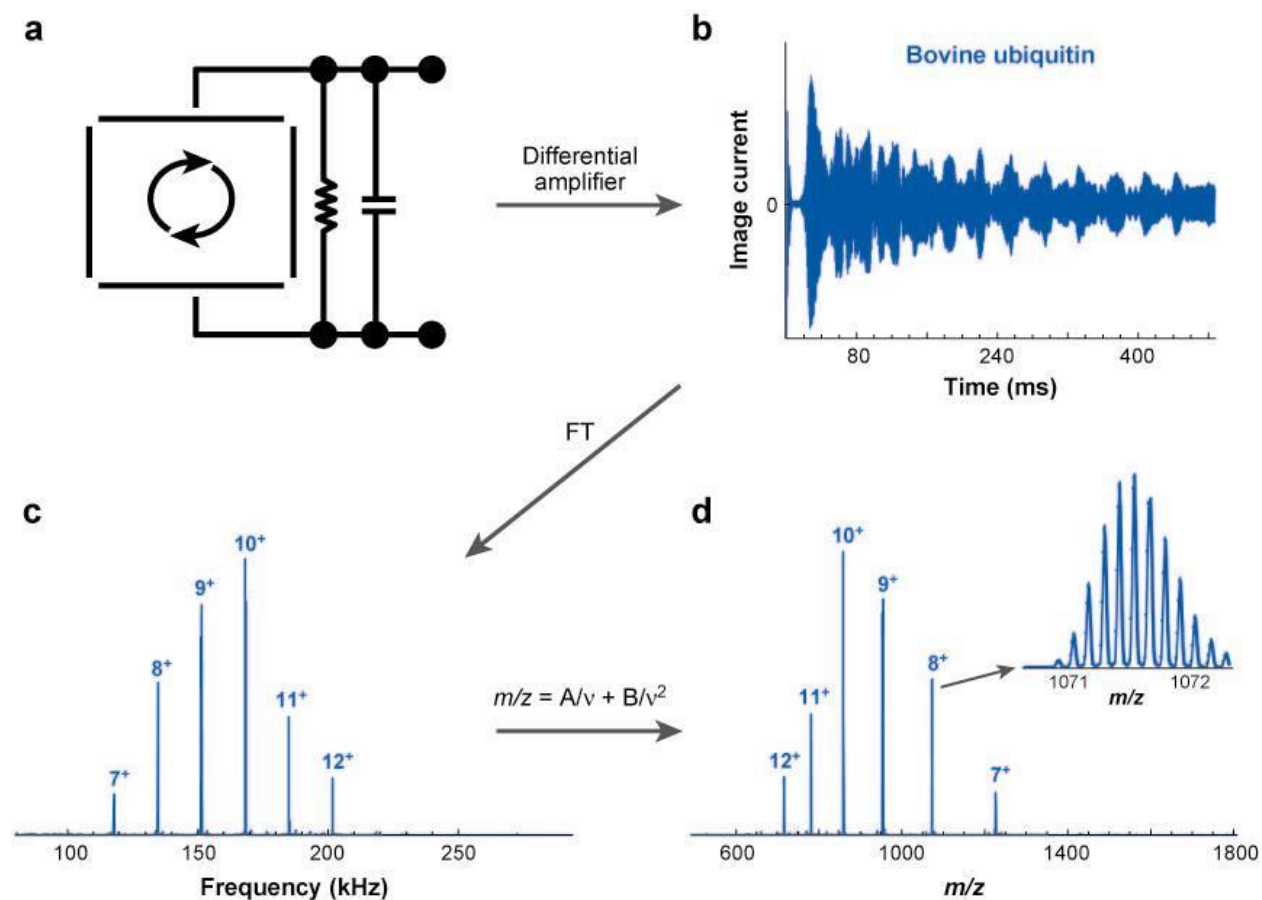 a
b
Bovine ubiquitin
Differential
amplifier
Image current
0
80
240
400
Time (ms)
FT
c
7⁺
8⁺
9⁺
10⁺
11⁺
12⁺
100
150
200
250
Frequency (kHz)
m/z = A/ν + B/ν²
d
12⁺
11⁺
10⁺
9⁺
8⁺
7⁺
1071
1072
m/z
600
1000
1400
1800
m/z